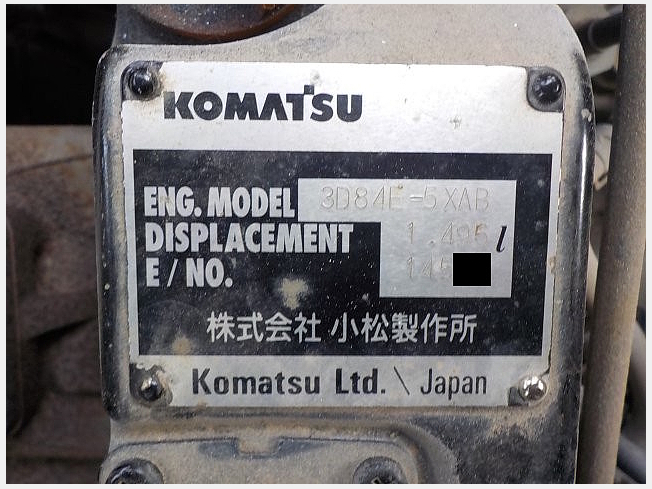 KOMATSU
ENG. MODEL 3D84E-5XAB
DISPLACEMENT 1.495 l
E / NO. 145
株式会社 小松製作所
Komatsu Ltd. \ Japan